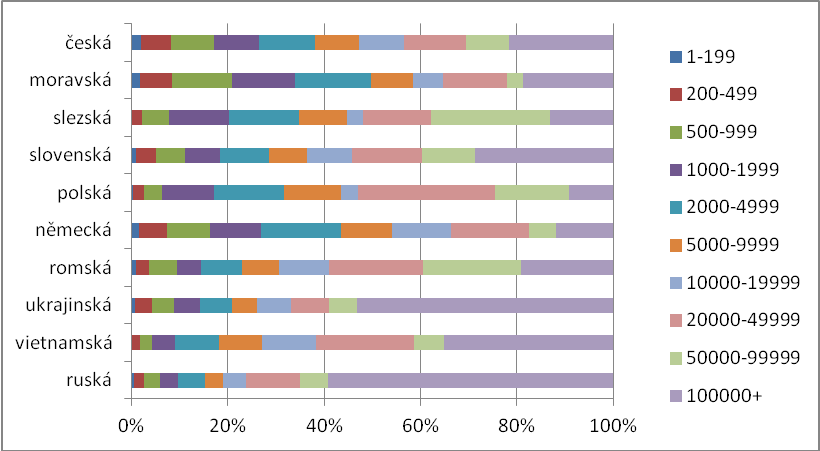 česká
moravská
slezská
slovenská
polská
německá
romská
ukrajinská
vietnamská
ruská
0% 20% 40% 60% 80% 100%
1-199
200-499
500-999
1000-1999
2000-4999
5000-9999
10000-19999
20000-49999
50000-99999
100000+